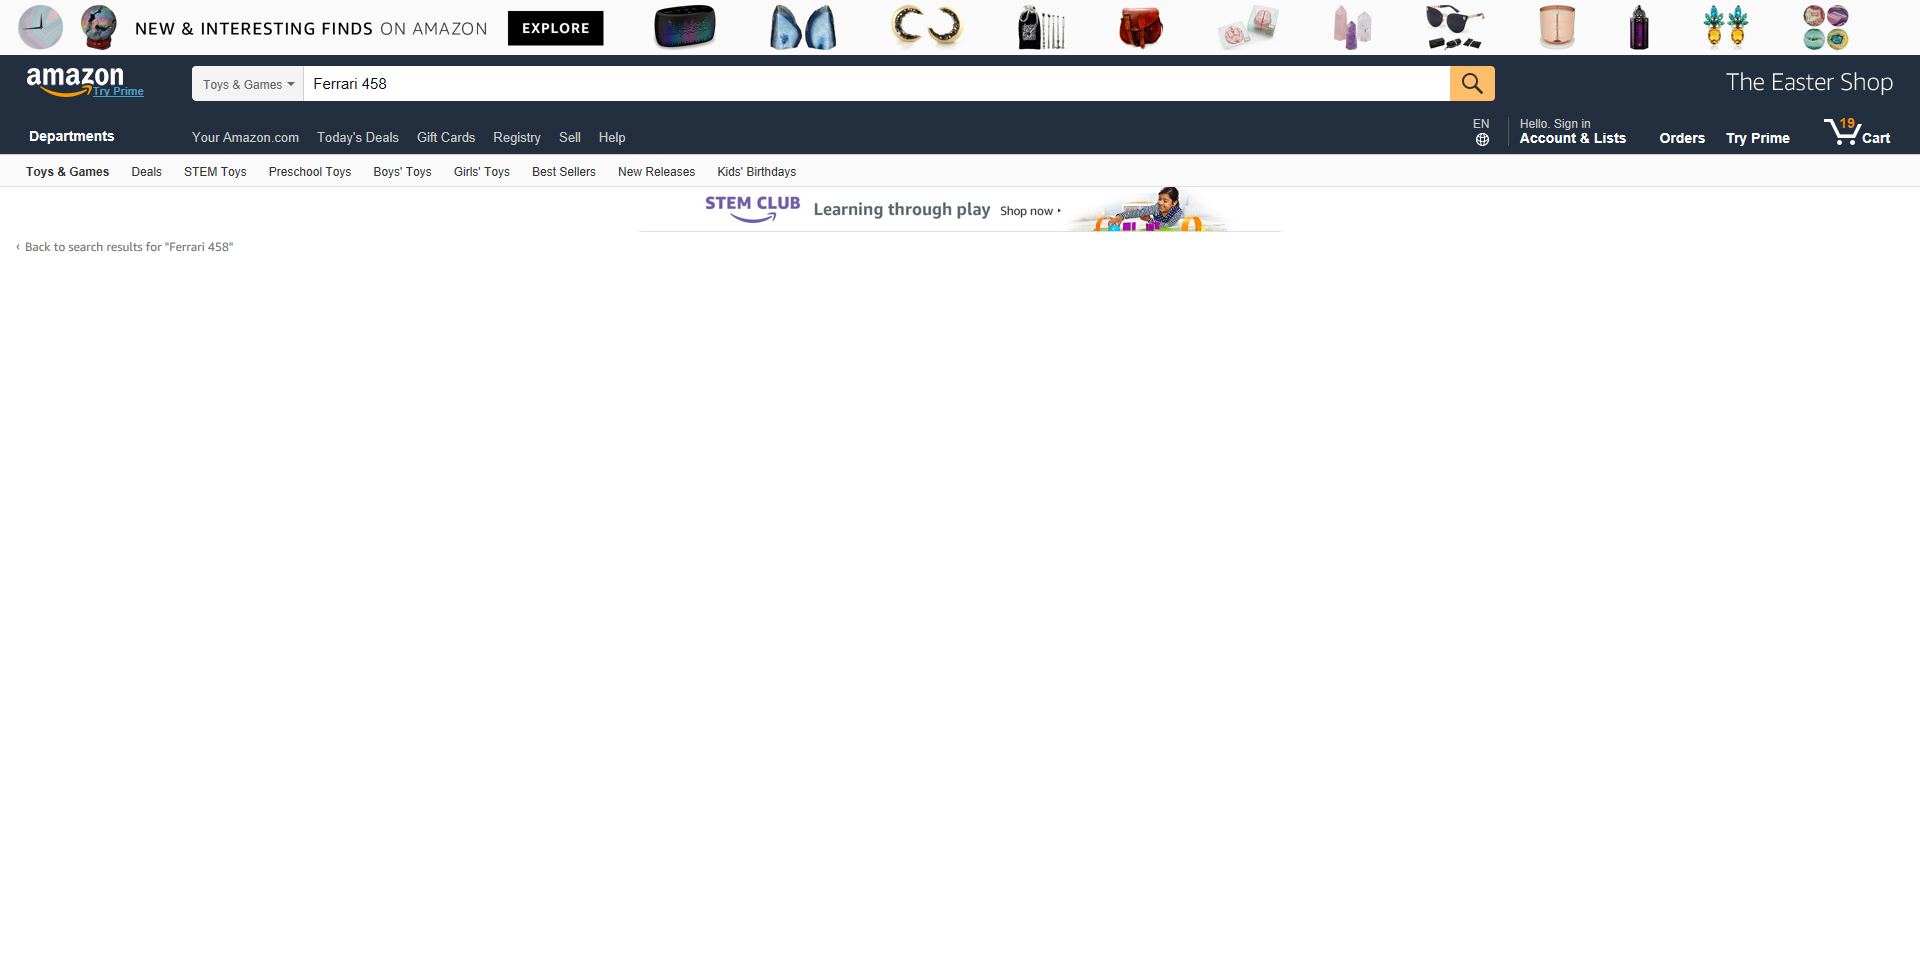 NEW & INTERESTING FINDS ON AMAZON EXPLORE
amazon
Try Prime
Toys & Games
Ferrari 458
The Easter Shop
Departments
Your Amazon.com Today's Deals Gift Cards Registry Sell Help
EN
Hello. Sign in
Account & Lists
Orders
Try Prime
19
Cart
Toys & Games Deals STEM Toys Preschool Toys Boys' Toys Girls' Toys Best Sellers New Releases Kids' Birthdays
STEM CLUB Learning through play Shop now ▸
‹ Back to search results for "Ferrari 458"